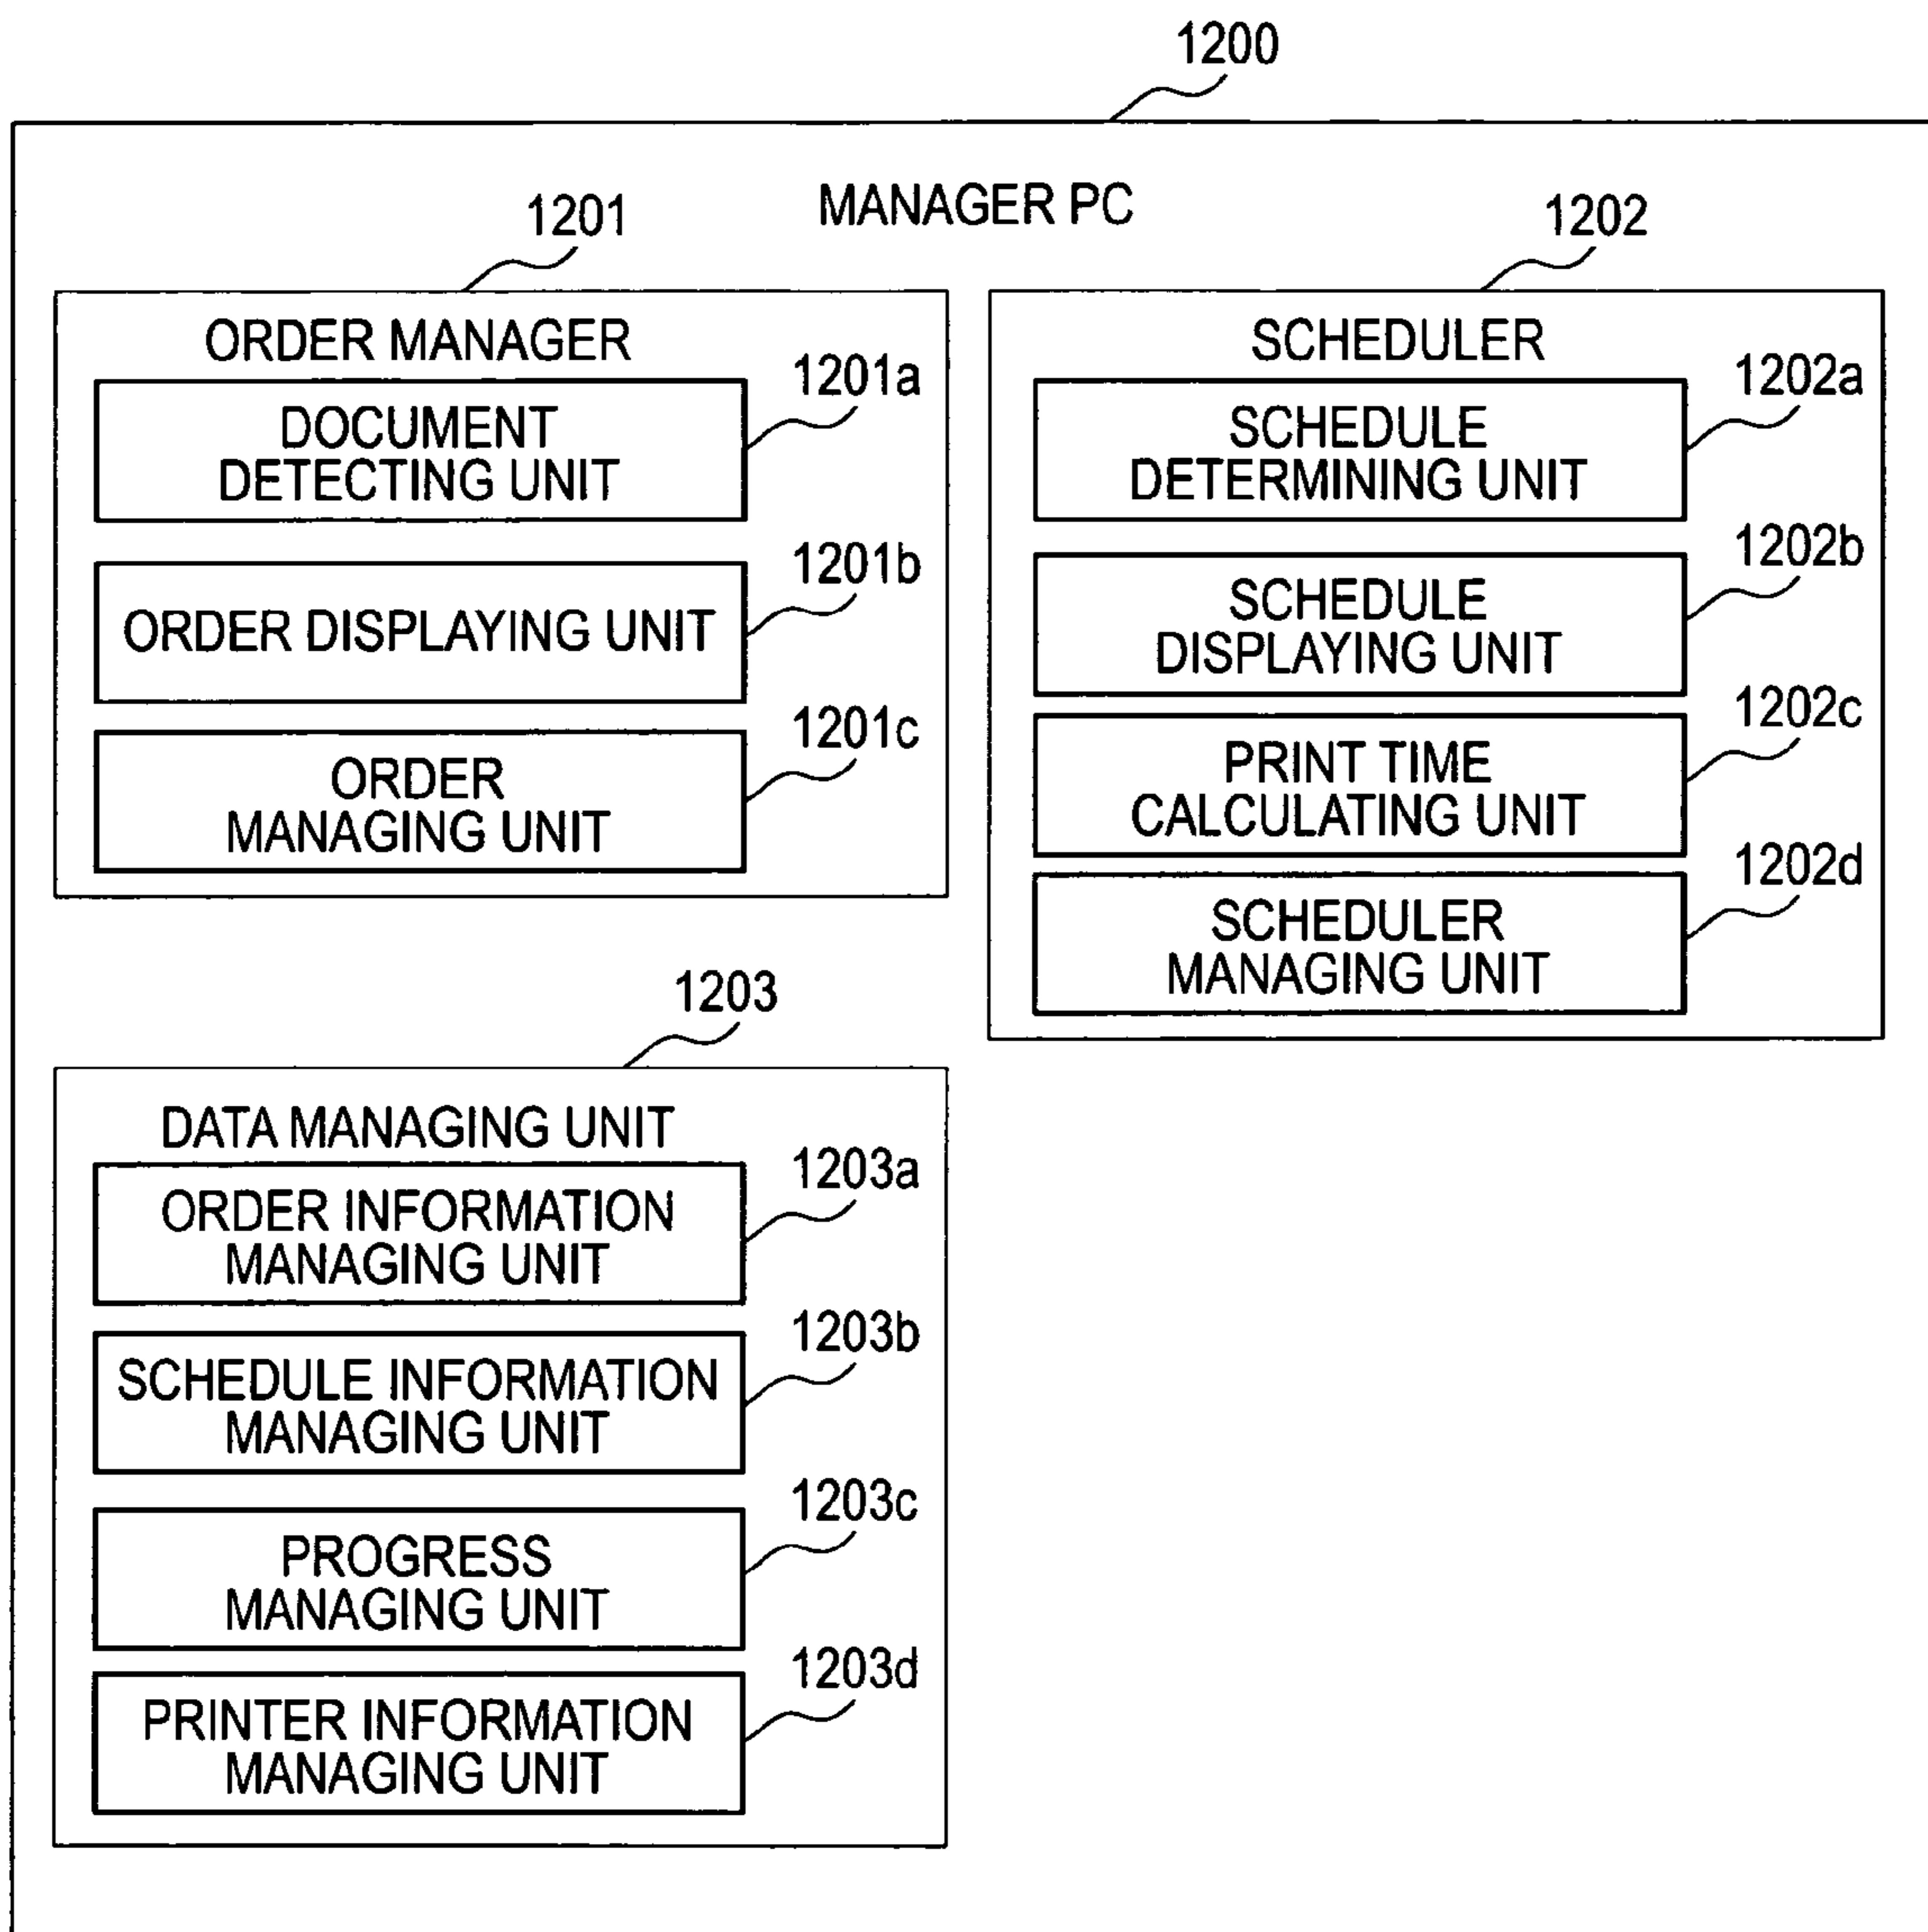 1200
MANAGER PC
1201
ORDER MANAGER
1201a
DOCUMENT
DETECTING UNIT
1201b
ORDER DISPLAYING UNIT
1201c
ORDER
MANAGING UNIT
1202
SCHEDULER
1202a
SCHEDULE
DETERMINING UNIT
1202b
SCHEDULE
DISPLAYING UNIT
1202c
PRINT TIME
CALCULATING UNIT
1202d
SCHEDULER
MANAGING UNIT
1203
DATA MANAGING UNIT
1203a
ORDER INFORMATION
MANAGING UNIT
1203b
SCHEDULE INFORMATION
MANAGING UNIT
1203c
PROGRESS
MANAGING UNIT
1203d
PRINTER INFORMATION
MANAGING UNIT